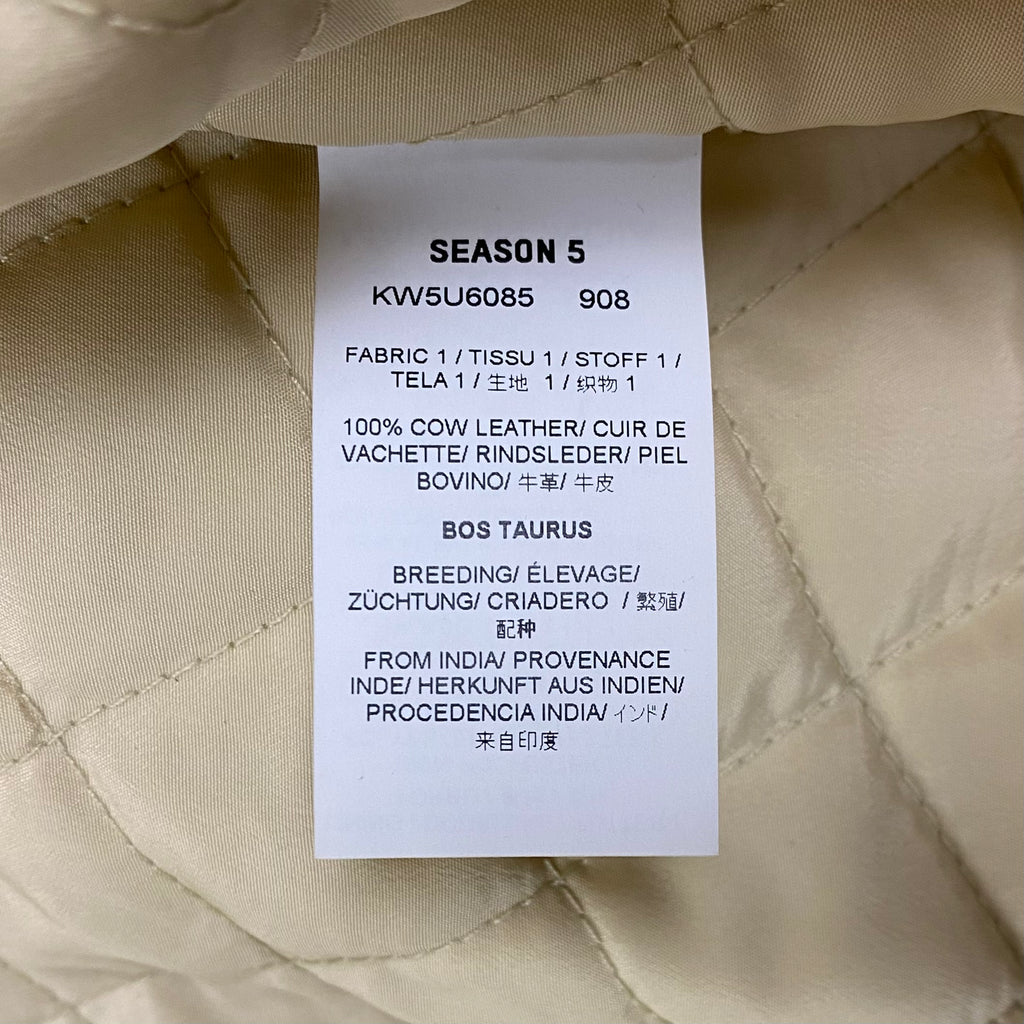 SEASON 5
KW5U6085 908
FABRIC 1 / TISSU 1 / STOFF 1 /
TELA 1 / 生地 1 / 织物 1
100% COW LEATHER/ CUIR DE
VACHETTE/ RINDSLEDER/ PIEL
BOVINO/ 牛革/ 牛皮
BOS TAURUS
BREEDING/ ÉLEVAGE/
ZÜCHTUNG/ CRIADERO / 繁殖/
配种
FROM INDIA/ PROVENANCE
INDE/ HERKUNFT AUS INDIEN/
PROCEDENCIA INDIA/ インド/
来自印度